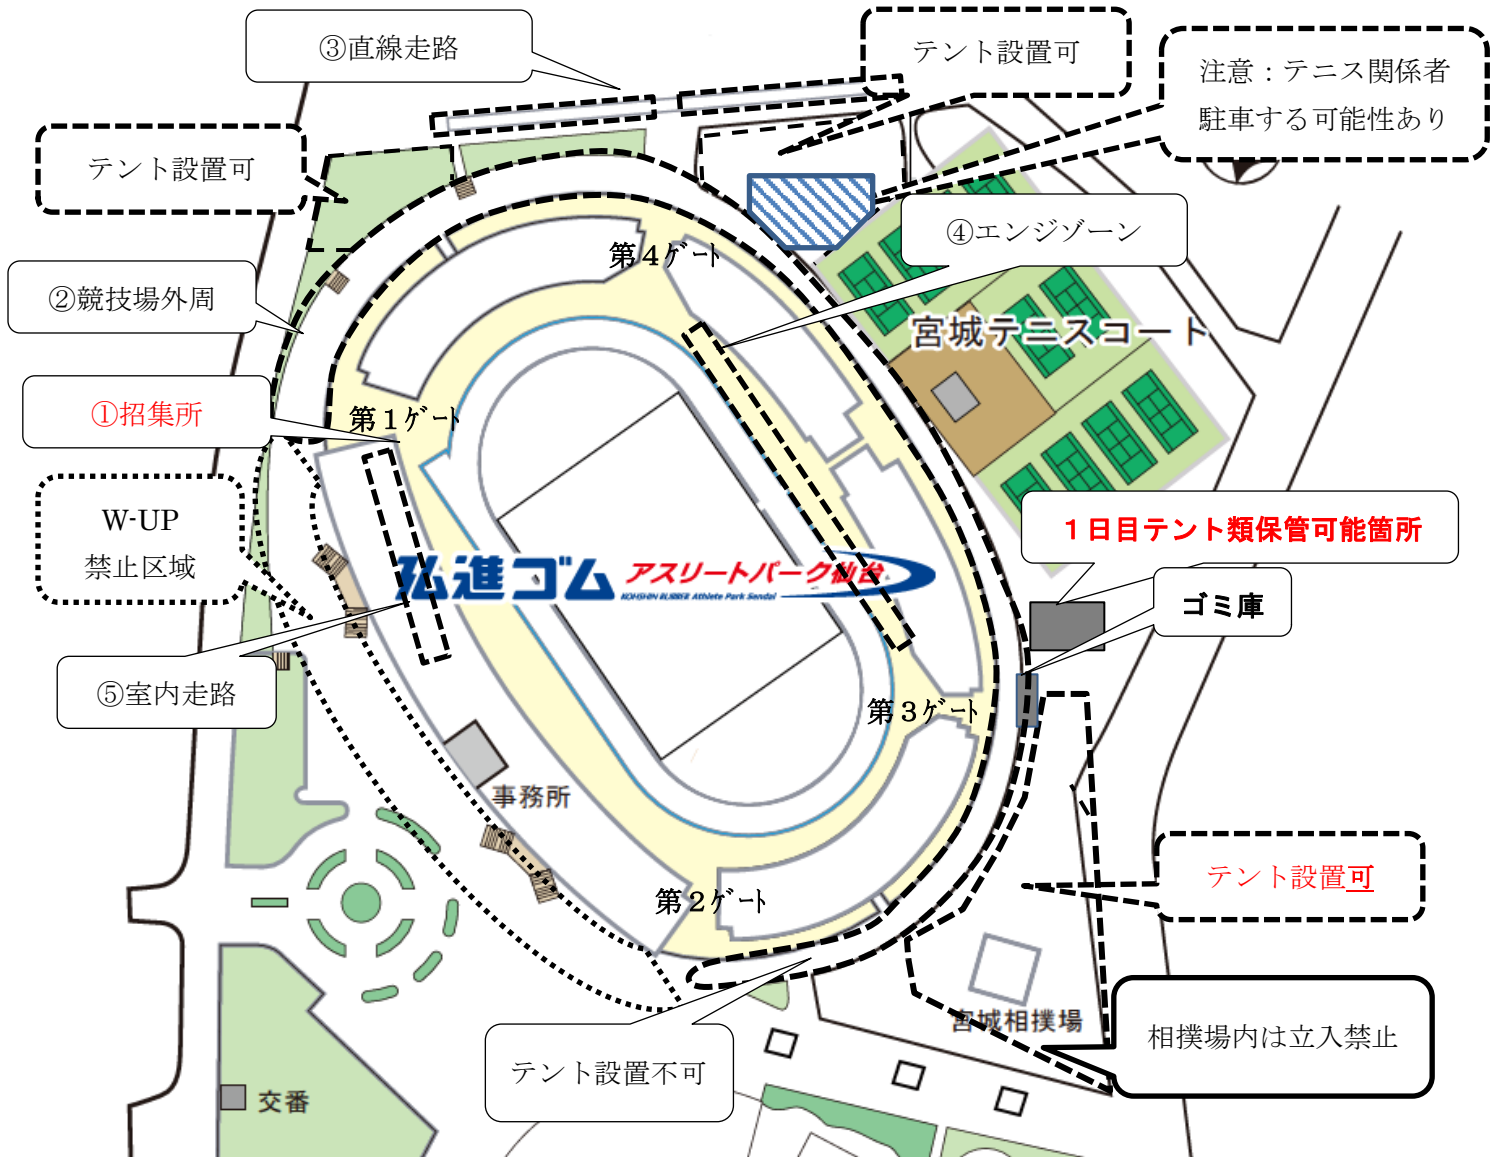 ③直線走路
テント設置可
注意：テニス関係者
駐車する可能性あり
テント設置可
④エンジゾーン
第４ゲート
②競技場外周
宮城テニスコート
①招集所
第１ゲート
W-UP
禁止区域
１日目テント類保管可能箇所
弘進ゴム アスリートパーク仙台
KOHSHIN RUBBER Athlete Park Sendai
ゴミ庫
⑤室内走路
第３ゲート
事務所
テント設置可
第２ゲート
宮城相撲場
相撲場内は立入禁止
テント設置不可
交番